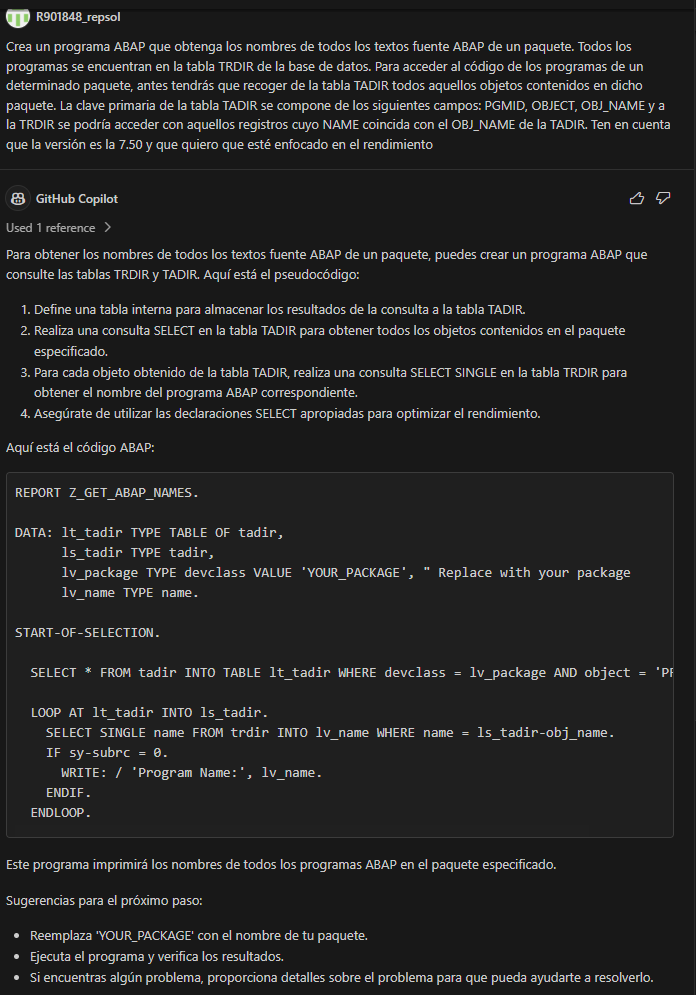 R901848_repsol
Crea un programa ABAP que obtenga los nombres de todos los textos fuente ABAP de un paquete. Todos los
programas se encuentran en la tabla TRDIR de la base de datos. Para acceder al código de los programas de un
determinado paquete, antes tendrás que recoger de la tabla TADIR todos aquellos objetos contenidos en dicho
paquete. La clave primaria de la tabla TADIR se compone de los siguientes campos: PGMID, OBJECT, OBJ_NAME y a
la TRDIR se podría acceder con aquellos registros cuyo NAME coincida con el OBJ_NAME de la TADIR. Ten en cuenta
que la versión es la 7.50 y que quiero que esté enfocado en el rendimiento
GitHub Copilot
Used 1 reference
Para obtener los nombres de todos los textos fuente ABAP de un paquete, puedes crear un programa ABAP que
consulte las tablas TRDIR y TADIR. Aquí está el pseudocódigo:
1. Define una tabla interna para almacenar los resultados de la consulta a la tabla TADIR.
2. Realiza una consulta SELECT en la tabla TADIR para obtener todos los objetos contenidos en el paquete
especificado.
3. Para cada objeto obtenido de la tabla TADIR, realiza una consulta SELECT SINGLE en la tabla TRDIR para
obtener el nombre del programa ABAP correspondiente.
4. Asegúrate de utilizar las declaraciones SELECT apropiadas para optimizar el rendimiento.
Aquí está el código ABAP:
REPORT Z_GET_ABAP_NAMES.
DATA: lt_tadir TYPE TABLE OF tadir,
ls_tadir TYPE tadir,
lv_package TYPE devclass VALUE 'YOUR_PACKAGE', " Replace with your package
lv_name TYPE name.
START-OF-SELECTION.
SELECT * FROM tadir INTO TABLE lt_tadir WHERE devclass = lv_package AND object =
LOOP AT lt_tadir INTO ls_tadir.
SELECT SINGLE name FROM trdir INTO lv_name WHERE name = ls_tadir-obj_name.
IF sy-subrc = 0.
WRITE: / 'Program Name:', lv_name.
ENDIF.
ENDLOOP.
Este programa imprimirá los nombres de todos los programas ABAP en el paquete especificado.
Sugerencias para el próximo paso:
• Reemplaza 'YOUR_PACKAGE' con el nombre de tu paquete.
• Ejecuta el programa y verifica los resultados.
• Si encuentras algún problema, proporciona detalles sobre el problema para que pueda ayudarte a resolverlo.